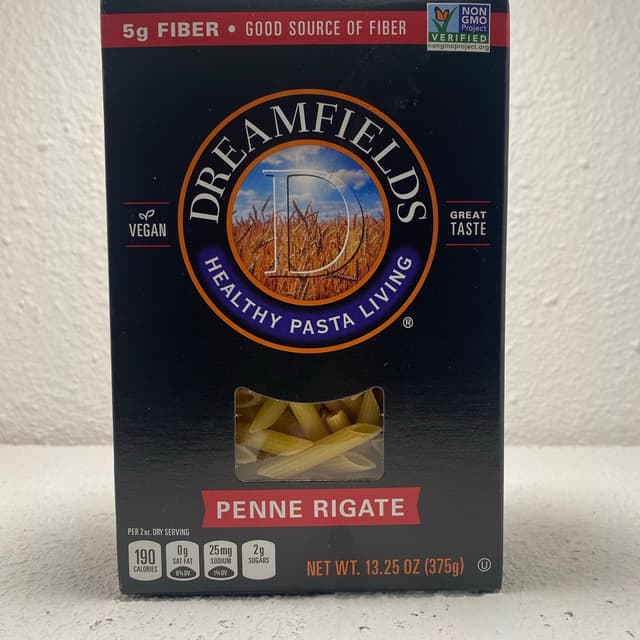 5g FIBER • GOOD SOURCE OF FIBER
NON
GMO
Project
VERIFIED
nongmoproject.org
DREAMFIELDS
D
HEALTHY PASTA LIVING
®
VEGAN
GREAT
TASTE
PENNE RIGATE
PER 2 oz. DRY SERVING
190
CALORIES
0g
SAT FAT
0% DV
25mg
SODIUM
1% DV
2g
SUGARS
NET WT. 13.25 OZ (375g)
U